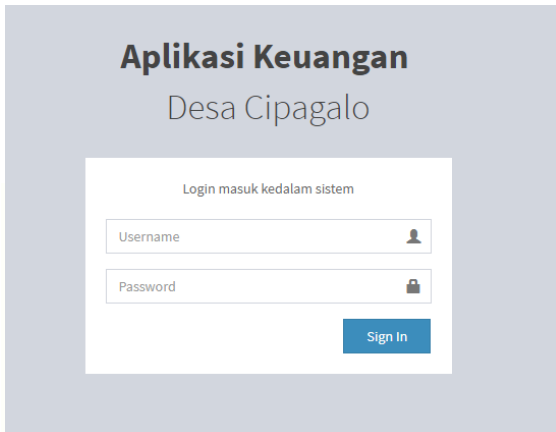 Aplikasi Keuangan
Desa Cipagalo
Login masuk kedalam sistem
Username
Password
Sign In